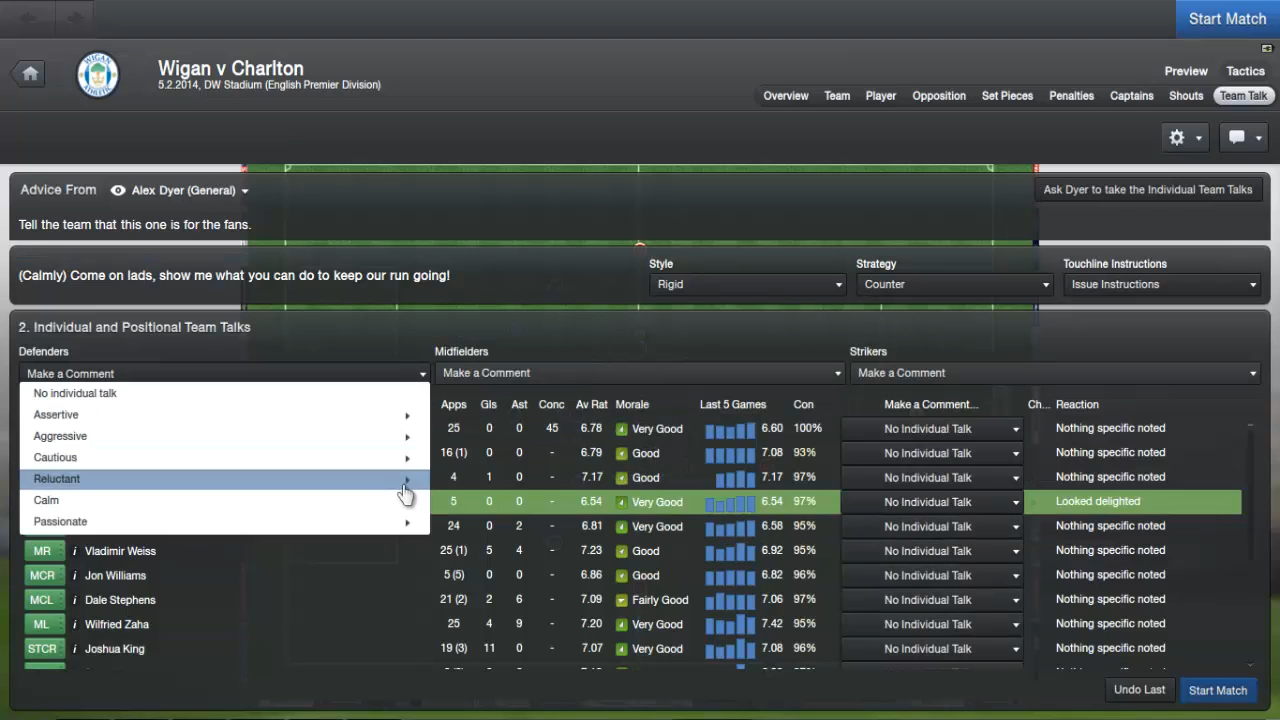 Start Match
Wigan v Charlton
5.2.2014, DW Stadium (English Premier Division)
Preview Tactics
Overview Team Player Opposition Set Pieces Penalties Captains Shouts Team Talk
Advice From Alex Dyer (General)
Ask Dyer to take the Individual Team Talks
Tell the team that this one is for the fans.
(Calmly) Come on lads, show me what you can do to keep our run going!
Style Strategy Touchline Instructions
Rigid Counter Issue Instructions
2. Individual and Positional Team Talks
Defenders Midfielders Strikers
Make a Comment Make a Comment Make a Comment
No individual talk
Assertive
Aggressive
Cautious
Reluctant
Calm
Passionate
Apps Gls Ast Conc Av Rat Morale Last 5 Games Con Make a Comment... Ch... Reaction
25 0 0 45 6.78 Very Good 6.60 100% No Individual Talk Nothing specific noted
16 (1) 0 0 - 6.79 Good 7.08 93% No Individual Talk Nothing specific noted
4 1 0 - 7.17 Good 7.17 97% No Individual Talk Nothing specific noted
5 0 0 - 6.54 Very Good 6.54 97% No Individual Talk Looked delighted
24 0 2 - 6.81 Very Good 6.58 95% No Individual Talk Nothing specific noted
MR i Vladimir Weiss 25 (1) 5 4 - 7.23 Good 6.92 95% No Individual Talk Nothing specific noted
MCR i Jon Williams 5 (5) 0 0 - 6.86 Good 6.82 96% No Individual Talk Nothing specific noted
MCL i Dale Stephens 21 (2) 2 6 - 7.09 Fairly Good 7.06 97% No Individual Talk Nothing specific noted
ML i Wilfried Zaha 25 4 9 - 7.20 Very Good 7.42 95% No Individual Talk Nothing specific noted
STCR i Joshua King 19 (3) 11 0 - 7.07 Very Good 7.08 96% No Individual Talk Nothing specific noted
Undo Last Start Match